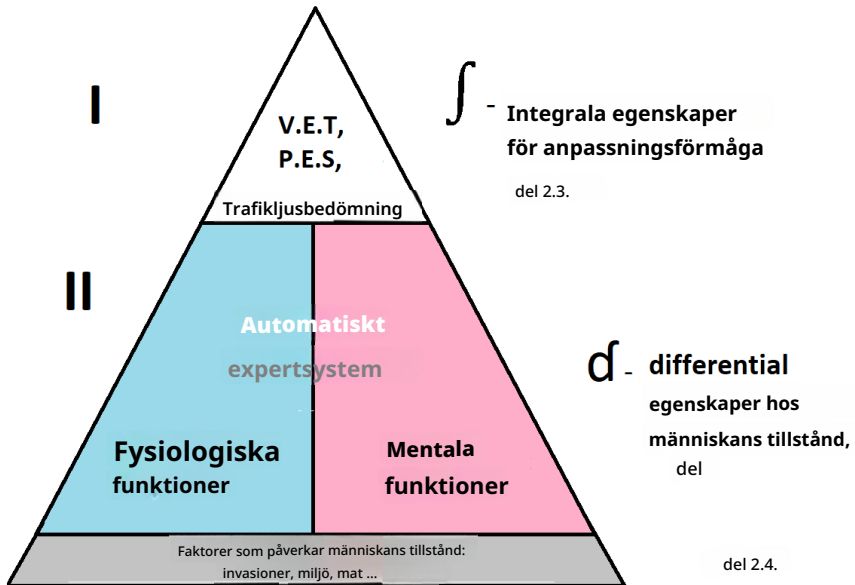 I
V.E.T,
P.E.S,
Trafikljusbedömning
∫ - Integrala egenskaper
för anpassningsförmåga
del 2.3.
II
Automatiskt
expertsystem
Fysiologiska
funktioner
Mentala
funktioner
d - differential
egenskaper hos
människans tillstånd,
del
Faktorer som påverkar människans tillstånd:
invasioner, miljö, mat ...
del 2.4.